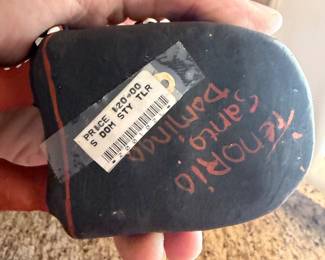 PRICE $20.00
S DOM STY TLR
TENORIO
Santo
Domingo